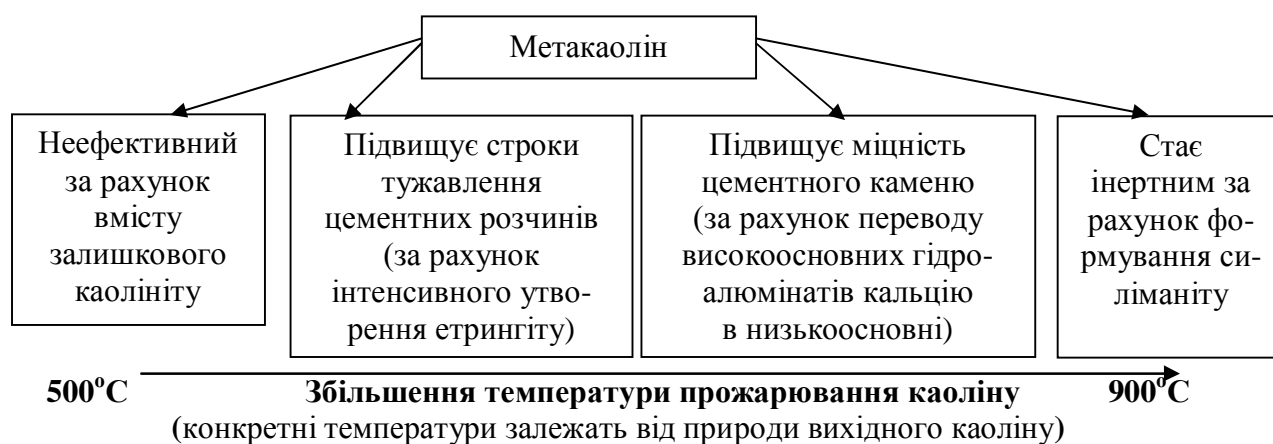 Метакаолін
Неефективний
за рахунок
вмісту
залишкового
каолініту
Підвищує строки
тужавлення
цементних розчинів
(за рахунок
інтенсивного утво-
рення етрингіту)
Підвищує міцність
цементного каменю
(за рахунок переводу
високоосновних гідро-
алюмінатів кальцію
в низькоосновні)
Стає
інертним за
рахунок фо-
рмування си-
ліманіту
500°С Збільшення температури прожарювання каоліну 900°С
(конкретні температури залежать від природи вихідного каоліну)